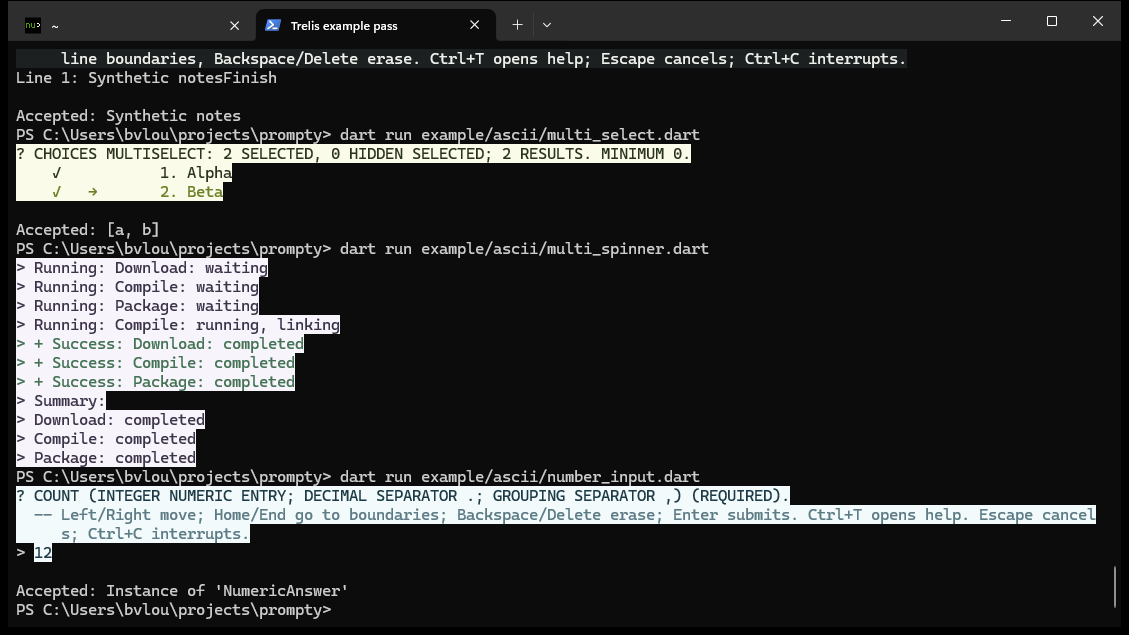 nu> ~
Trelis example pass
line boundaries, Backspace/Delete erase. Ctrl+T opens help; Escape cancels; Ctrl+C interrupts.
Line 1: Synthetic notesFinish
Accepted: Synthetic notes
PS C:\Users\bvlou\projects\prompty> dart run example/ascii/multi_select.dart
? CHOICES MULTISELECT: 2 SELECTED, 0 HIDDEN SELECTED; 2 RESULTS. MINIMUM 0.
√ 1. Alpha
√ → 2. Beta
Accepted: [a, b]
PS C:\Users\bvlou\projects\prompty> dart run example/ascii/multi_spinner.dart
> Running: Download: waiting
> Running: Compile: waiting
> Running: Package: waiting
> Running: Compile: running, linking
> + Success: Download: completed
> + Success: Compile: completed
> + Success: Package: completed
> Summary:
> Download: completed
> Compile: completed
> Package: completed
PS C:\Users\bvlou\projects\prompty> dart run example/ascii/number_input.dart
? COUNT (INTEGER NUMERIC ENTRY; DECIMAL SEPARATOR .; GROUPING SEPARATOR ,) (REQUIRED).
-- Left/Right move; Home/End go to boundaries; Backspace/Delete erase; Enter submits. Ctrl+T opens help. Escape cancel
s; Ctrl+C interrupts.
> 12
Accepted: Instance of 'NumericAnswer'
PS C:\Users\bvlou\projects\prompty>